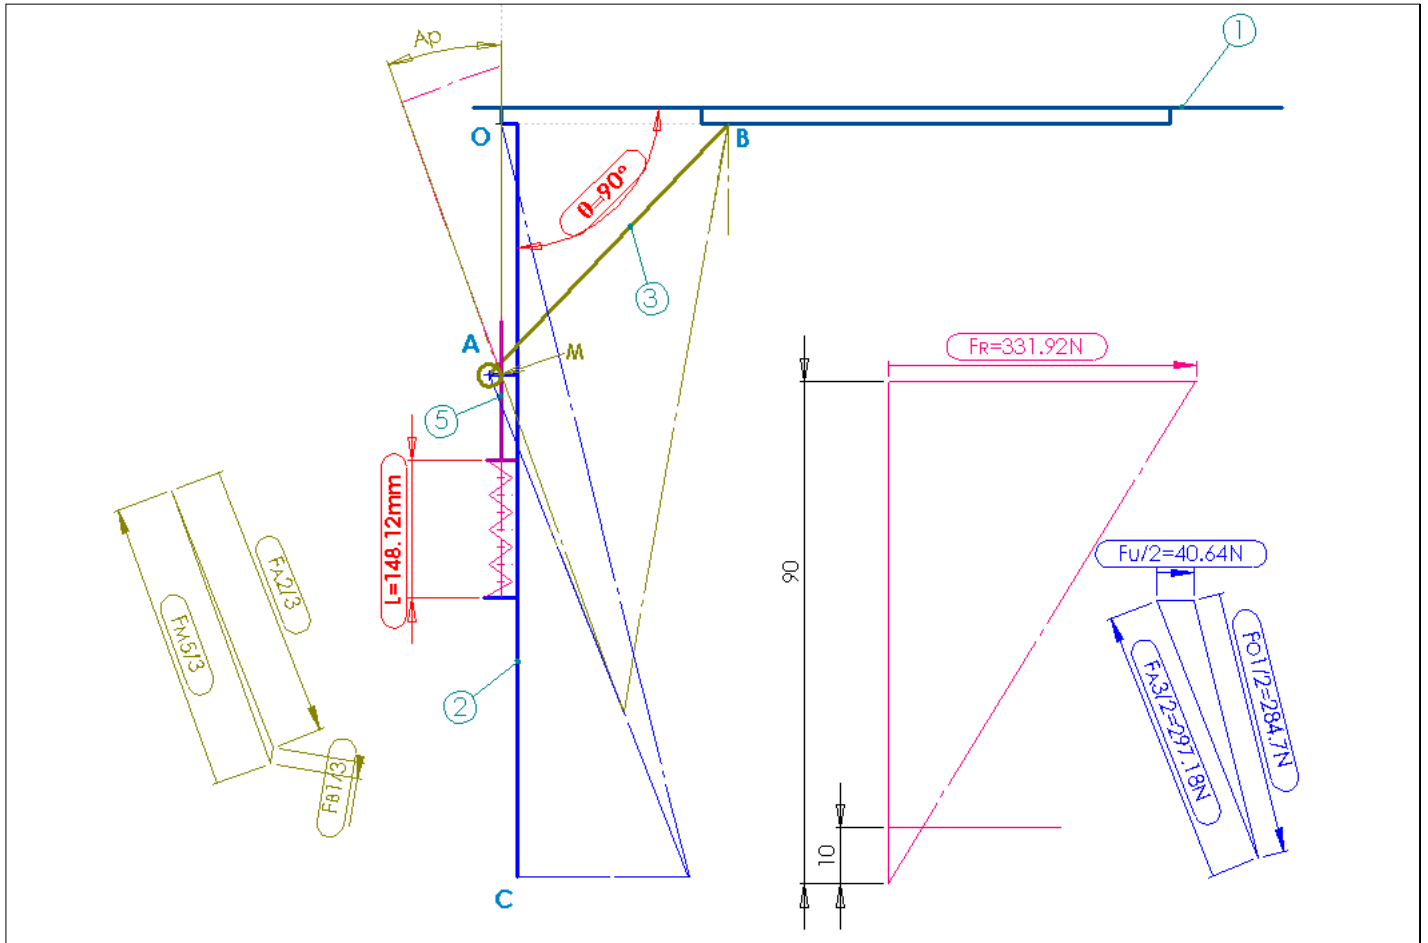 Ap
1
O
B
θ=90°
3
A
M
5
FR=331.92N
L=148.12mm
90
FU/2=40.64N
FA2/3
FM5/3
FB1/3
2
FA3/2=297.18N
FO1/2=284.7N
10
C